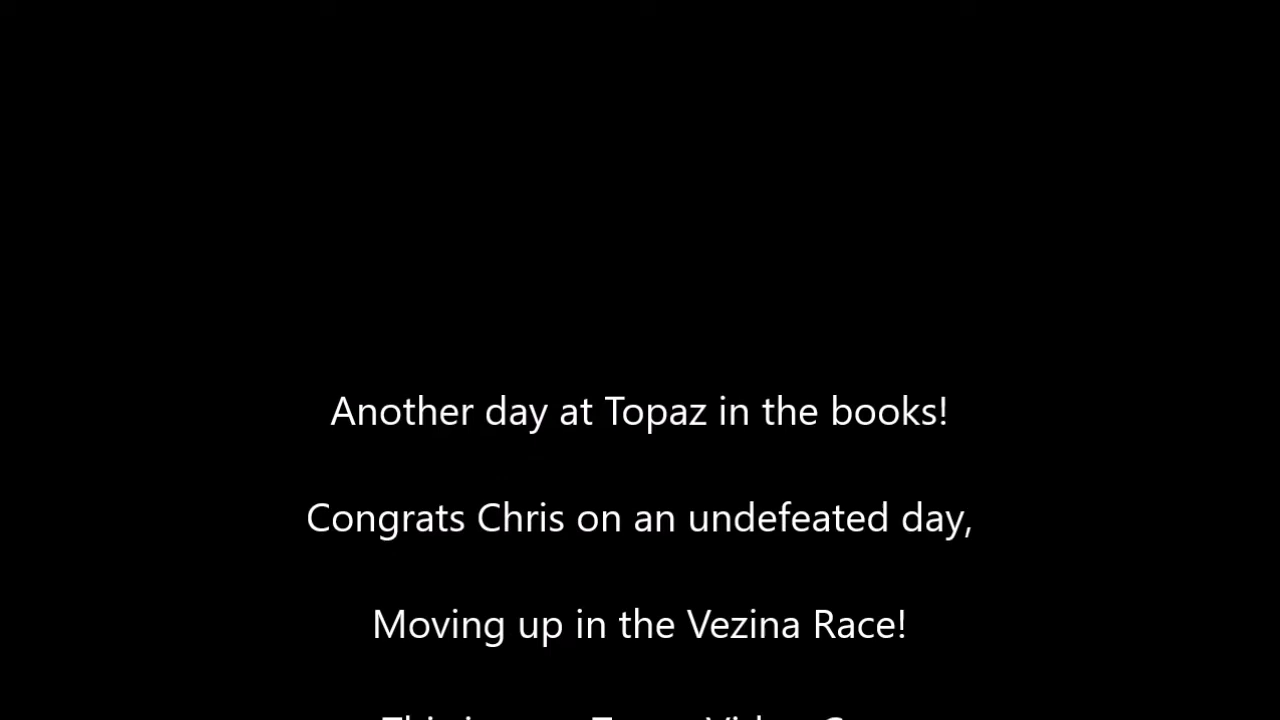 Another day at Topaz in the books!
Congrats Chris on an undefeated day,
Moving up in the Vezina Race!